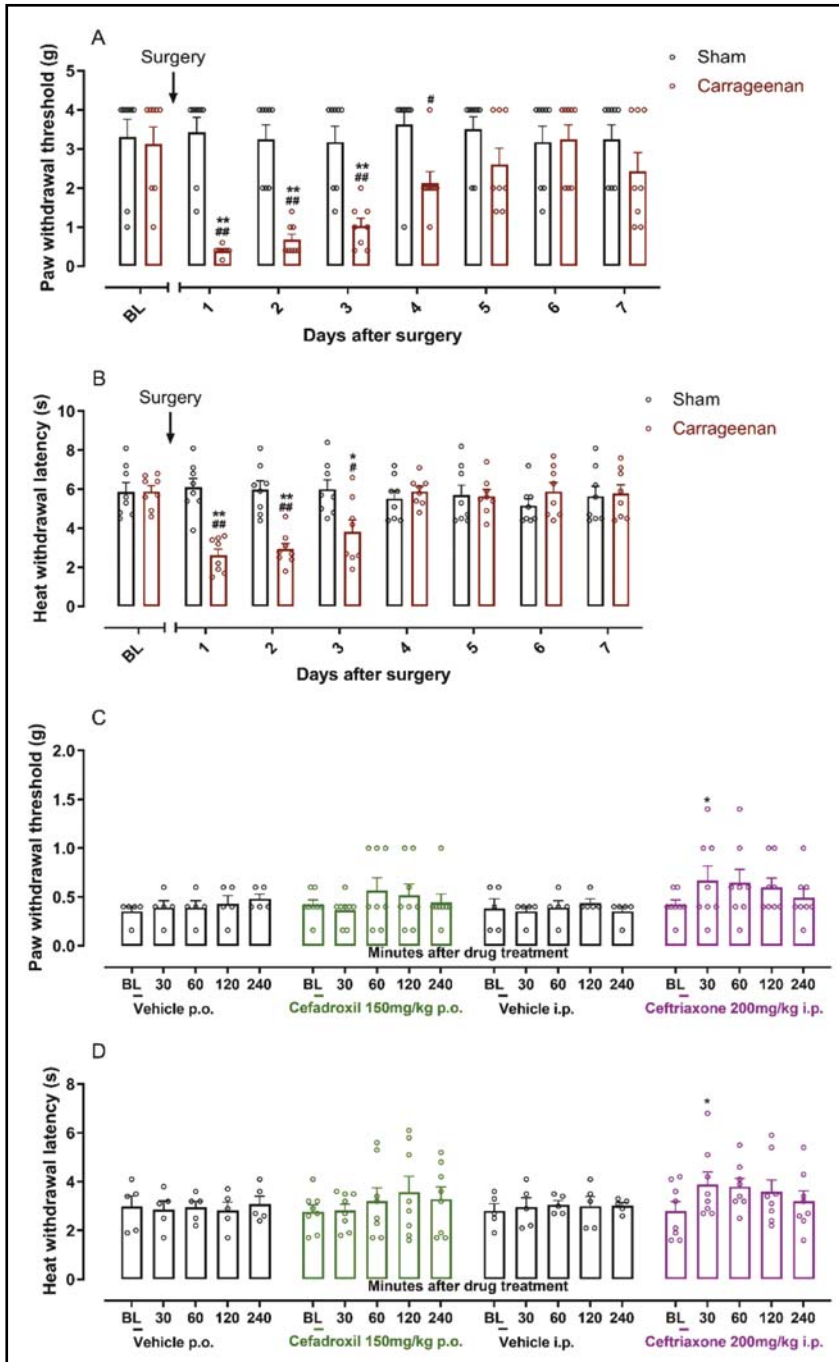 A
Surgery
Sham
Carrageenan
Paw withdrawal threshold (g)
5
4
3
2
1
0
**
##
**
##
**
##
#
BL
1
2
3
4
5
6
7
Days after surgery
B
Surgery
Sham
Carrageenan
Heat withdrawal latency (s)
10
8
6
4
2
0
**
##
**
##
*
#
BL
1
2
3
4
5
6
7
Days after surgery
C
Paw withdrawal threshold (g)
2.0
1.5
1.0
0.5
0.0
*
Minutes after drug treatment
BL 30 60 120 240 BL 30 60 120 240 BL 30 60 120 240 BL 30 60 120 240
Vehicle p.o. Cefadroxil 150mg/kg p.o. Vehicle i.p. Ceftriaxone 200mg/kg i.p.
D
Heat withdrawal latency (s)
8
6
4
2
0
*
Minutes after drug treatment
BL 30 60 120 240 BL 30 60 120 240 BL 30 60 120 240 BL 30 60 120 240
Vehicle p.o. Cefadroxil 150mg/kg p.o. Vehicle i.p. Ceftriaxone 200mg/kg i.p.